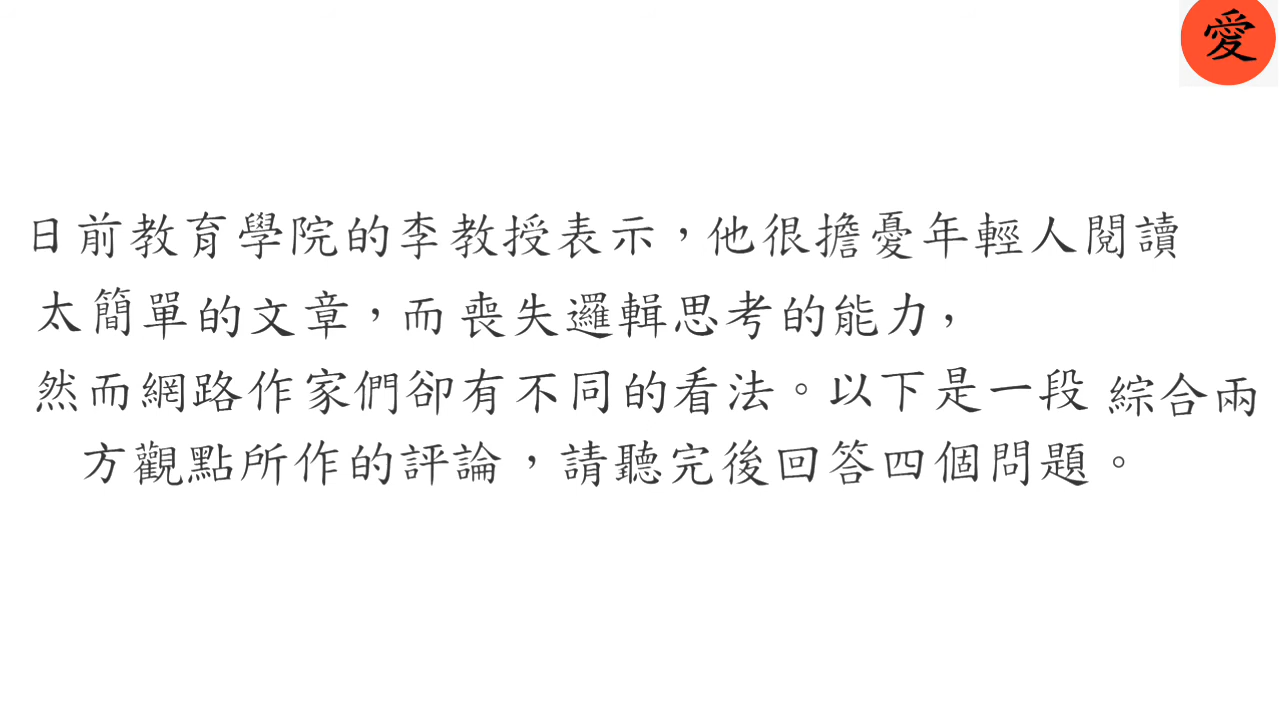 愛
日前教育學院的李教授表示，他很擔憂年輕人閱讀
太簡單的文章，而喪失邏輯思考的能力，
然而網路作家們卻有不同的看法。以下是一段 綜合兩
方觀點所作的評論，請聽完後回答四個問題。